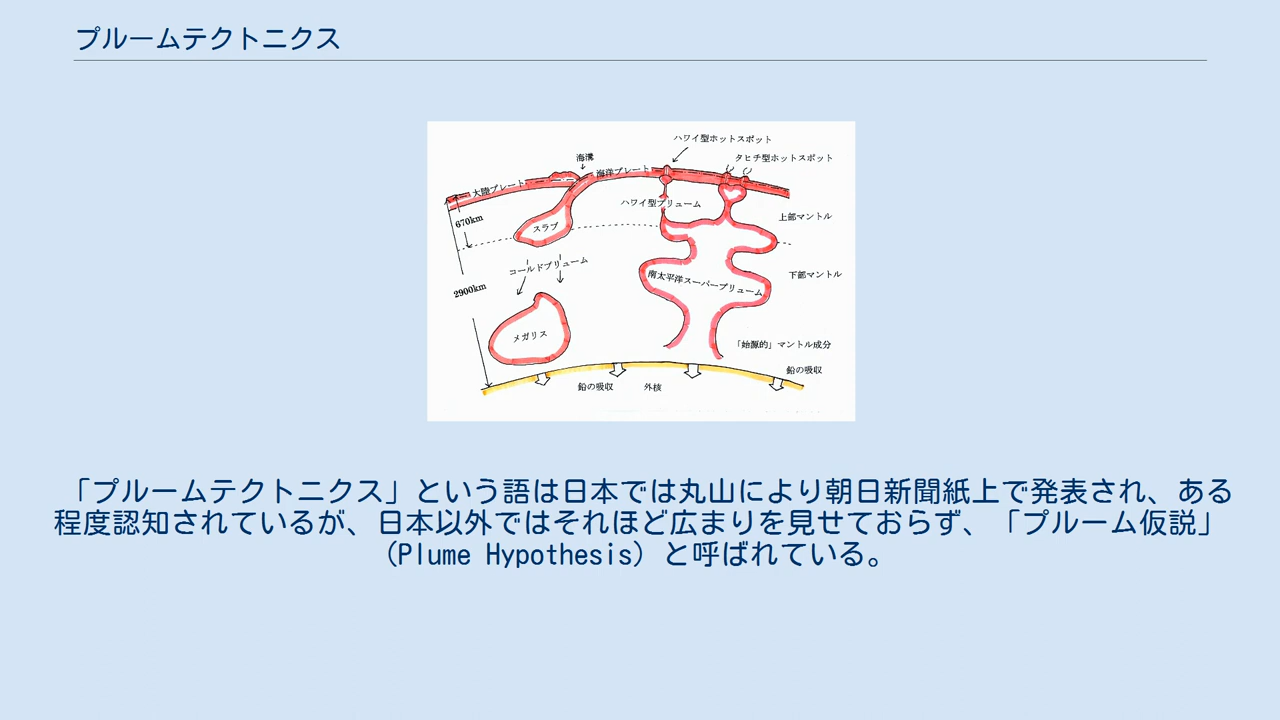 プルームテクトニクス
ハワイ型ホットスポット
タヒチ型ホットスポット
海溝
海洋プレート
大陸プレート
ハワイ型プリューム
上部マントル
670km
スラブ
コールドプリューム
南太平洋スーパープリューム
下部マントル
2900km
メガリス
「始源的」マントル成分
鉛の吸収
鉛の吸収
外核
「プルームテクトニクス」という語は日本では丸山により朝日新聞紙上で発表され、ある
程度認知されているが、日本以外ではそれほど広まりを見せておらず、「プルーム仮説」
（Plume Hypothesis）と呼ばれている。